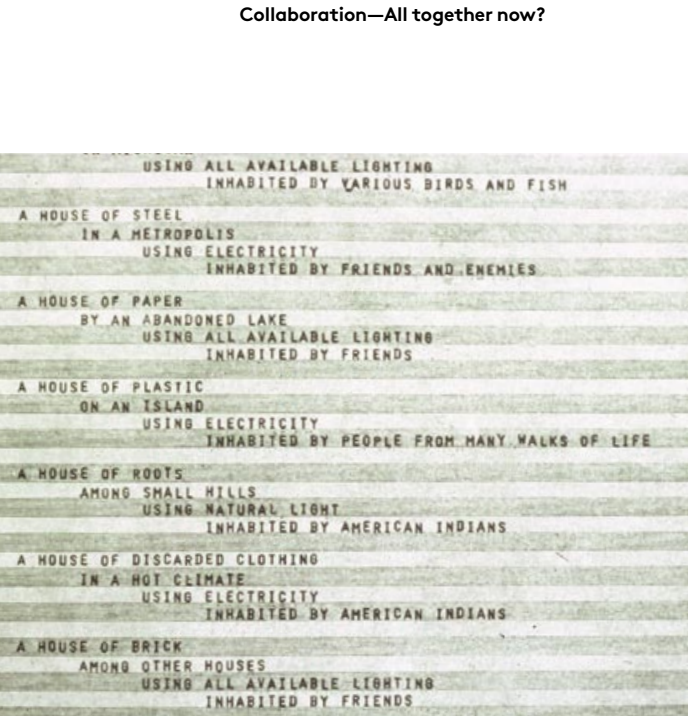 Collaboration—All together now?
USING ALL AVAILABLE LIGHTING
INHABITED BY VARIOUS BIRDS AND FISH
A HOUSE OF STEEL
IN A METROPOLIS
USING ELECTRICITY
INHABITED BY FRIENDS AND ENEMIES
A HOUSE OF PAPER
BY AN ABANDONED LAKE
USING ALL AVAILABLE LIGHTING
INHABITED BY FRIENDS
A HOUSE OF PLASTIC
ON AN ISLAND
USING ELECTRICITY
INHABITED BY PEOPLE FROM MANY WALKS OF LIFE
A HOUSE OF ROOTS
AMONG SMALL HILLS
USING NATURAL LIGHT
INHABITED BY AMERICAN INDIANS
A HOUSE OF DISCARDED CLOTHING
IN A HOT CLIMATE
USING ELECTRICITY
INHABITED BY AMERICAN INDIANS
A HOUSE OF BRICK
AMONG OTHER HOUSES
USING ALL AVAILABLE LIGHTING
INHABITED BY FRIENDS